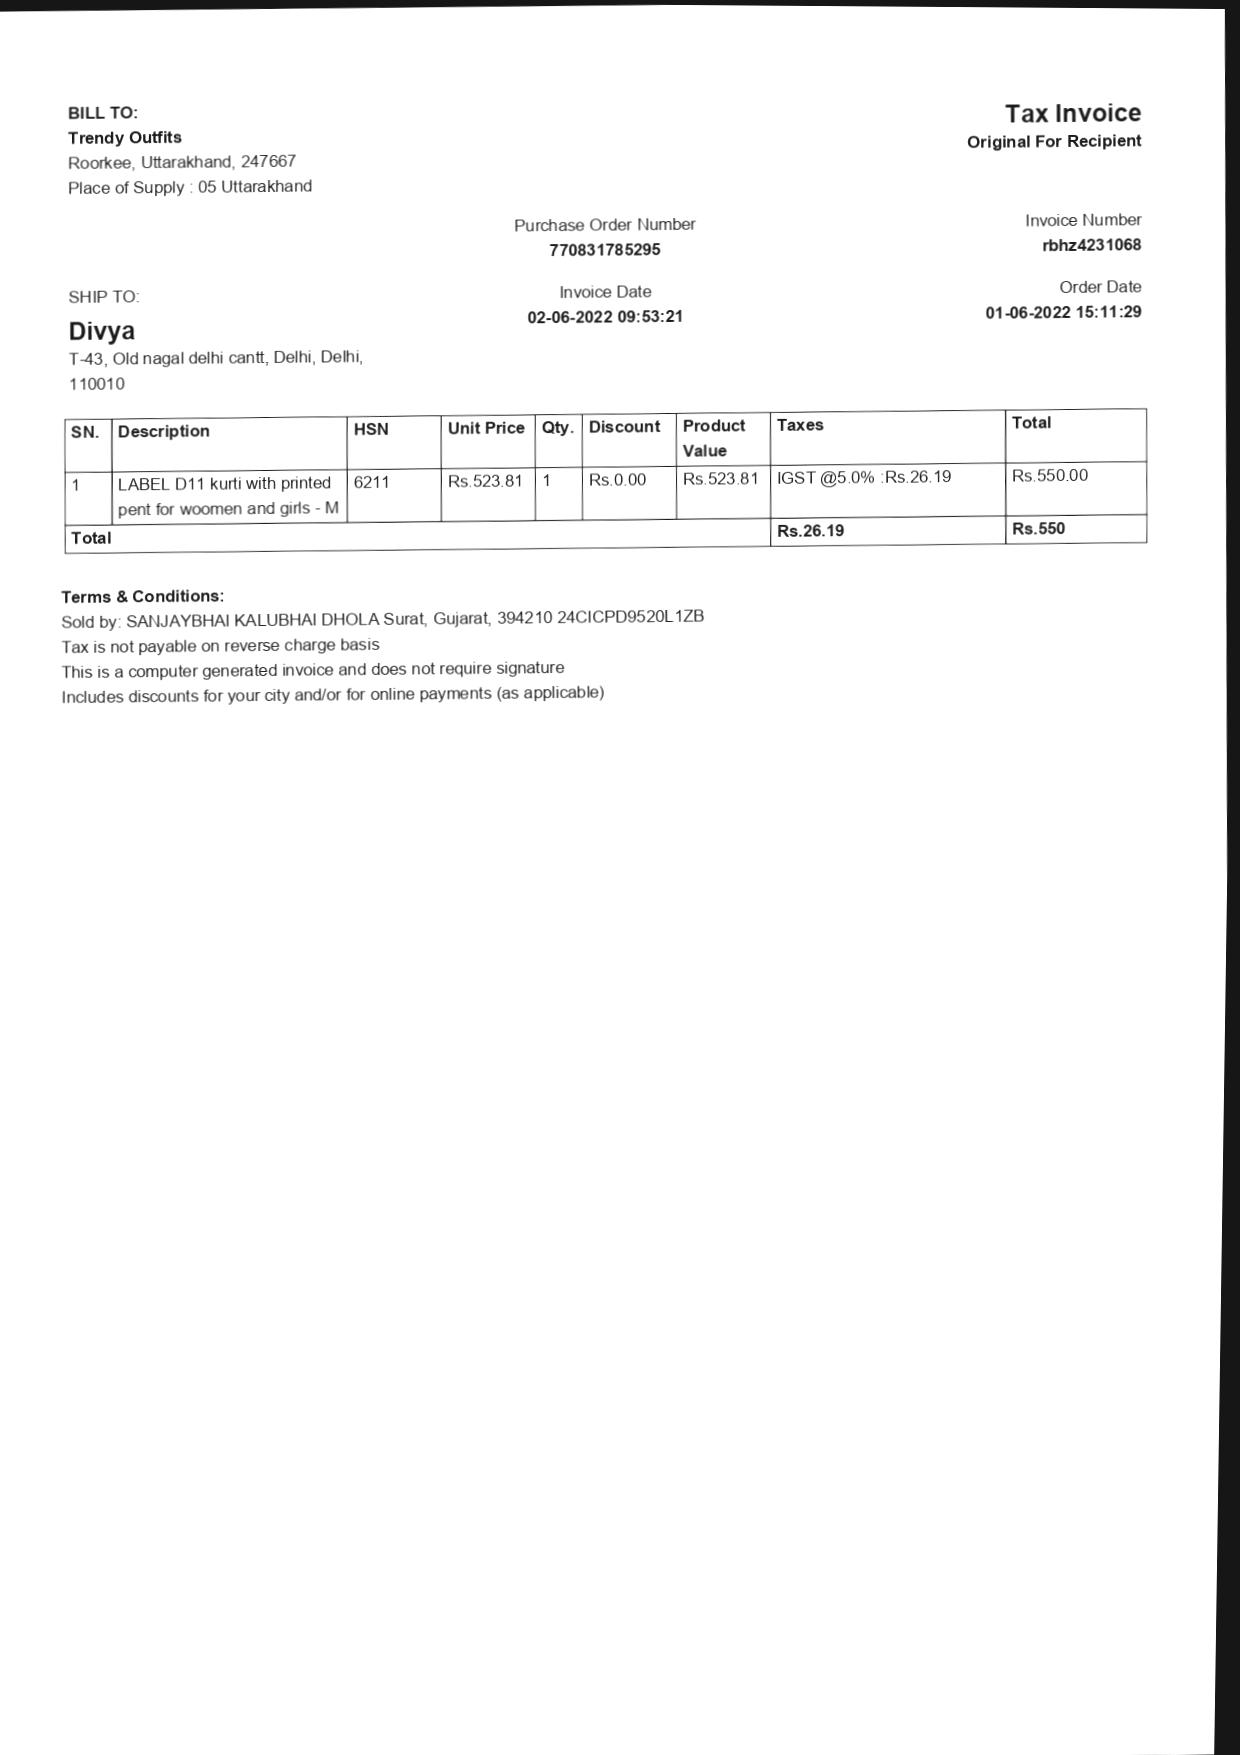 BILL TO:
Trendy Outfits
Roorkee, Uttarakhand, 247667
Place of Supply : 05 Uttarakhand
Tax Invoice
Original For Recipient
Purchase Order Number
770831785295
Invoice Number
rbhz4231068
SHIP TO:
Divya
T-43, Old nagal delhi cantt, Delhi, Delhi,
110010
Invoice Date
02-06-2022 09:53:21
Order Date
01-06-2022 15:11:29
SN. Description HSN Unit Price Qty. Discount Product Taxes Total
Value
1 LABEL D11 kurti with printed 6211 Rs.523.81 1 Rs.0.00 Rs.523.81 IGST @5.0% :Rs.26.19 Rs.550.00
pent for woomen and girls - M
Total Rs.26.19 Rs.550
Terms & Conditions:
Sold by: SANJAYBHAI KALUBHAI DHOLA Surat, Gujarat, 394210 24CICPD9520L1ZB
Tax is not payable on reverse charge basis
This is a computer generated invoice and does not require signature
Includes discounts for your city and/or for online payments (as applicable)